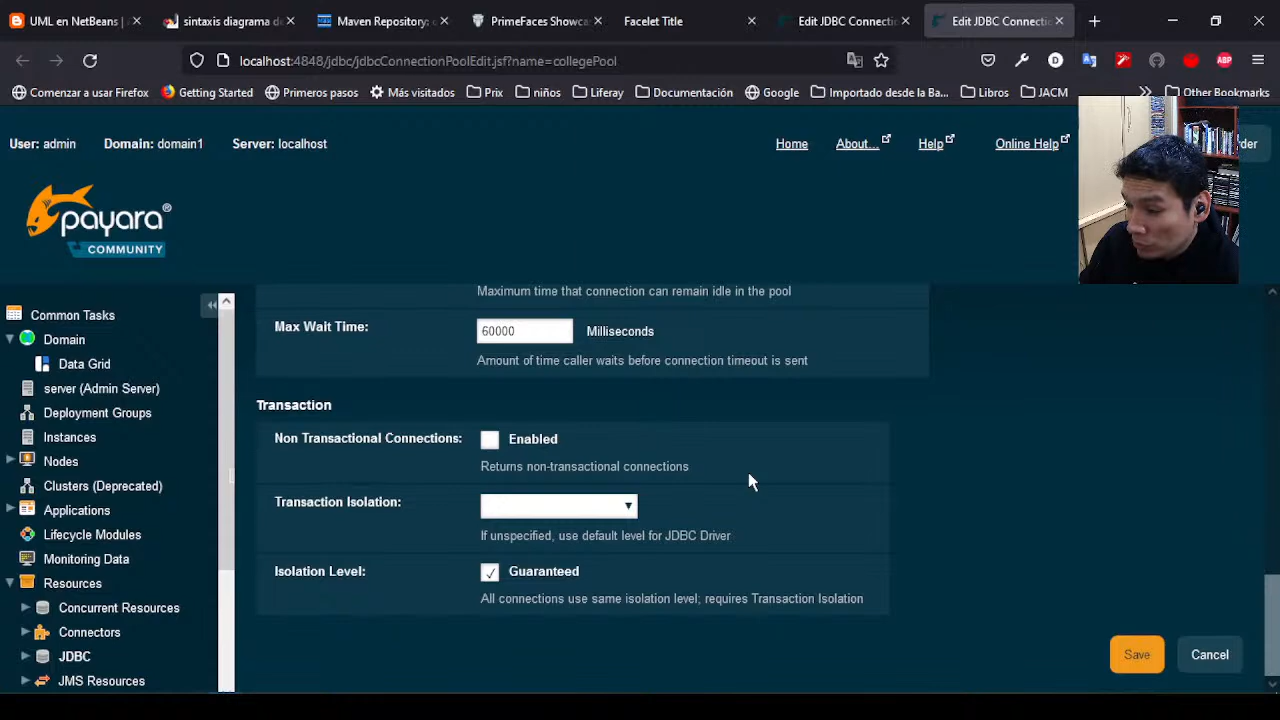 UML en NetBeans |
sintaxis diagrama de
Maven Repository: c
PrimeFaces Showcas
Facelet Title
Edit JDBC Connectio
Edit JDBC Connectio
localhost:4848/jdbc/jdbcConnectionPoolEdit.jsf?name=collegePool
Comenzar a usar Firefox
Getting Started
Primeros pasos
Más visitados
Prix
niños
Liferay
Documentación
Google
Importado desde la Ba...
Libros
JACM
Other Bookmarks
User: admin Domain: domain1 Server: localhost
Home About... Help Online Help
payara®
COMMUNITY
Common Tasks
Domain
Data Grid
server (Admin Server)
Deployment Groups
Instances
Nodes
Clusters (Deprecated)
Applications
Lifecycle Modules
Monitoring Data
Resources
Concurrent Resources
Connectors
JDBC
JMS Resources
Maximum time that connection can remain idle in the pool
Max Wait Time: 60000 Milliseconds
Amount of time caller waits before connection timeout is sent
Transaction
Non Transactional Connections: Enabled
Returns non-transactional connections
Transaction Isolation:
If unspecified, use default level for JDBC Driver
Isolation Level: Guaranteed
All connections use same isolation level; requires Transaction Isolation
Save Cancel